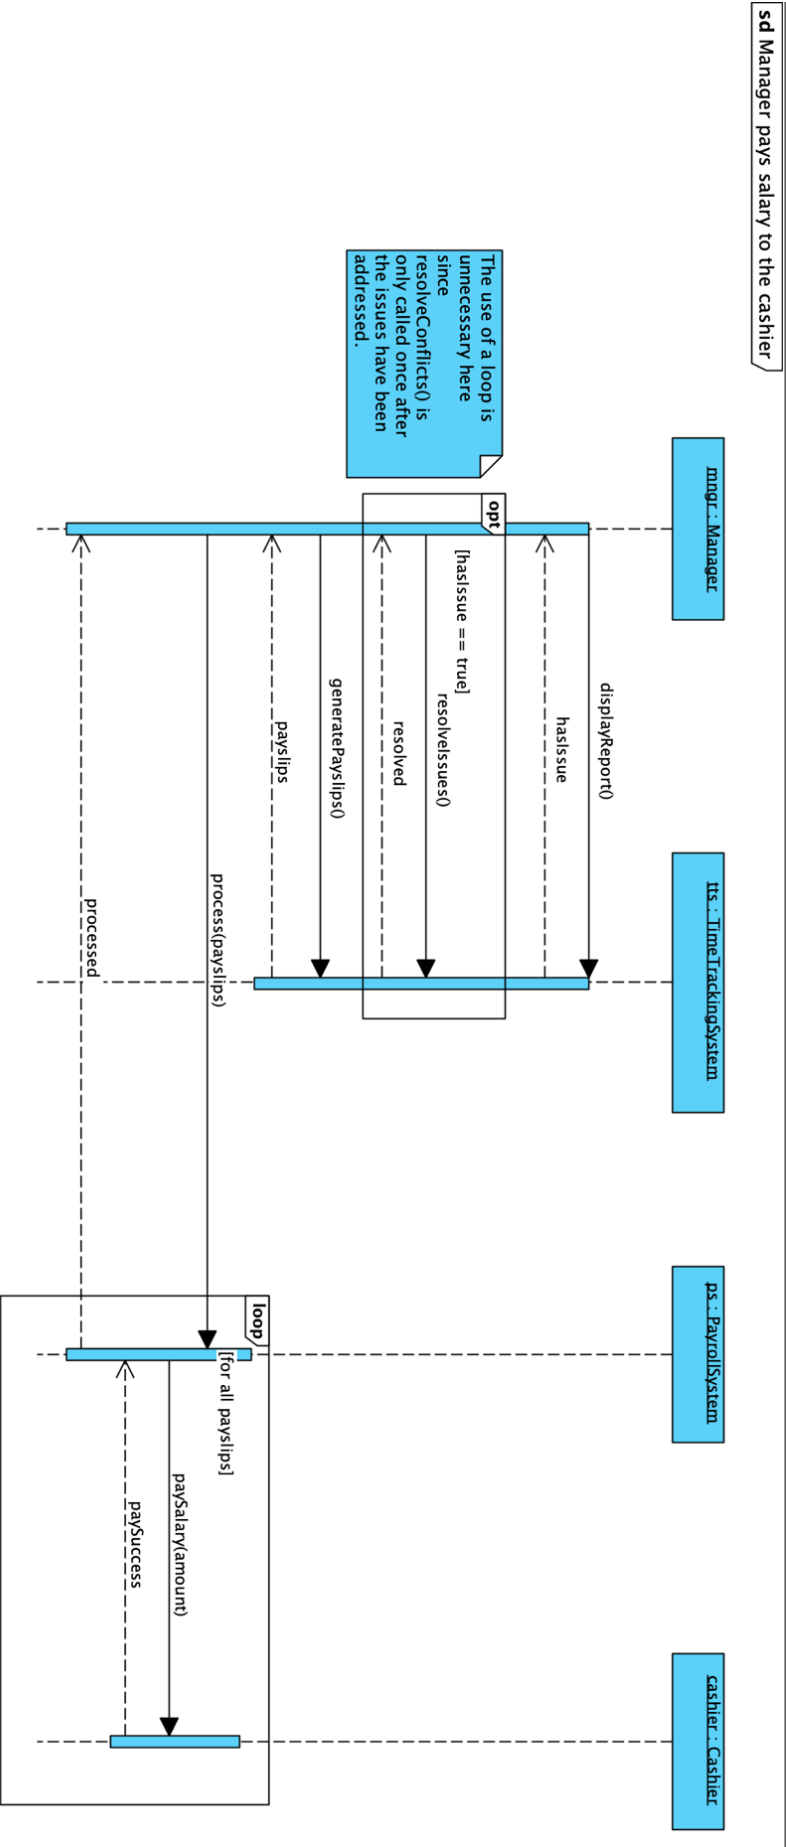 sd Manager pays salary to the cashier
mngr : Manager
tts : TimeTrackingSystem
ps : PayrollSystem
cashier : Cashier
displayReport()
hasIssue
The use of a loop is
unnecessary here
since
resolveConflicts() is
only called once after
the issues have been
addressed.
opt
[hasIssue == true]
resolveIssues()
resolved
generatePayslips()
payslips
loop
[for all payslips]
process(payslips)
paySalary(amount)
paySuccess
processed